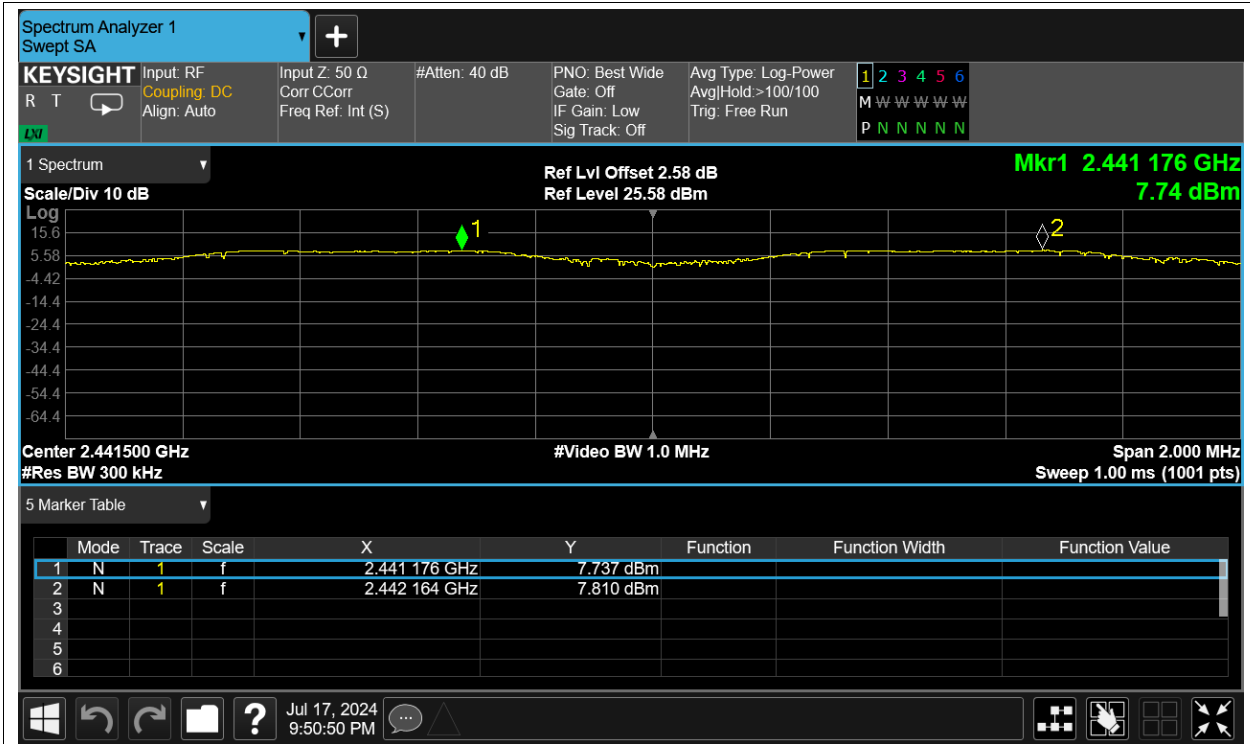 Spectrum Analyzer 1
Swept SA
KEYSIGHT Input: RF Input Z: 50 Ω #Atten: 40 dB PNO: Best Wide Avg Type: Log-Power 1 2 3 4 5 6
R T Coupling: DC Corr CCorr Gate: Off Avg|Hold:>100/100 M W W W W W
Align: Auto Freq Ref: Int (S) IF Gain: Low Trig: Free Run
LXI Sig Track: Off P N N N N N
1 Spectrum Ref Lvl Offset 2.58 dB Mkr1 2.441 176 GHz
Scale/Div 10 dB Ref Level 25.58 dBm 7.74 dBm
Log
15.6 1 2
5.58
-4.42
-14.4
-24.4
-34.4
-44.4
-54.4
-64.4
Center 2.441500 GHz #Video BW 1.0 MHz Span 2.000 MHz
#Res BW 300 kHz Sweep 1.00 ms (1001 pts)
5 Marker Table
Mode Trace Scale X Y Function Function Width Function Value
1 N 1 f 2.441 176 GHz 7.737 dBm
2 N 1 f 2.442 164 GHz 7.810 dBm
3
4
5
6
? Jul 17, 2024
9:50:50 PM